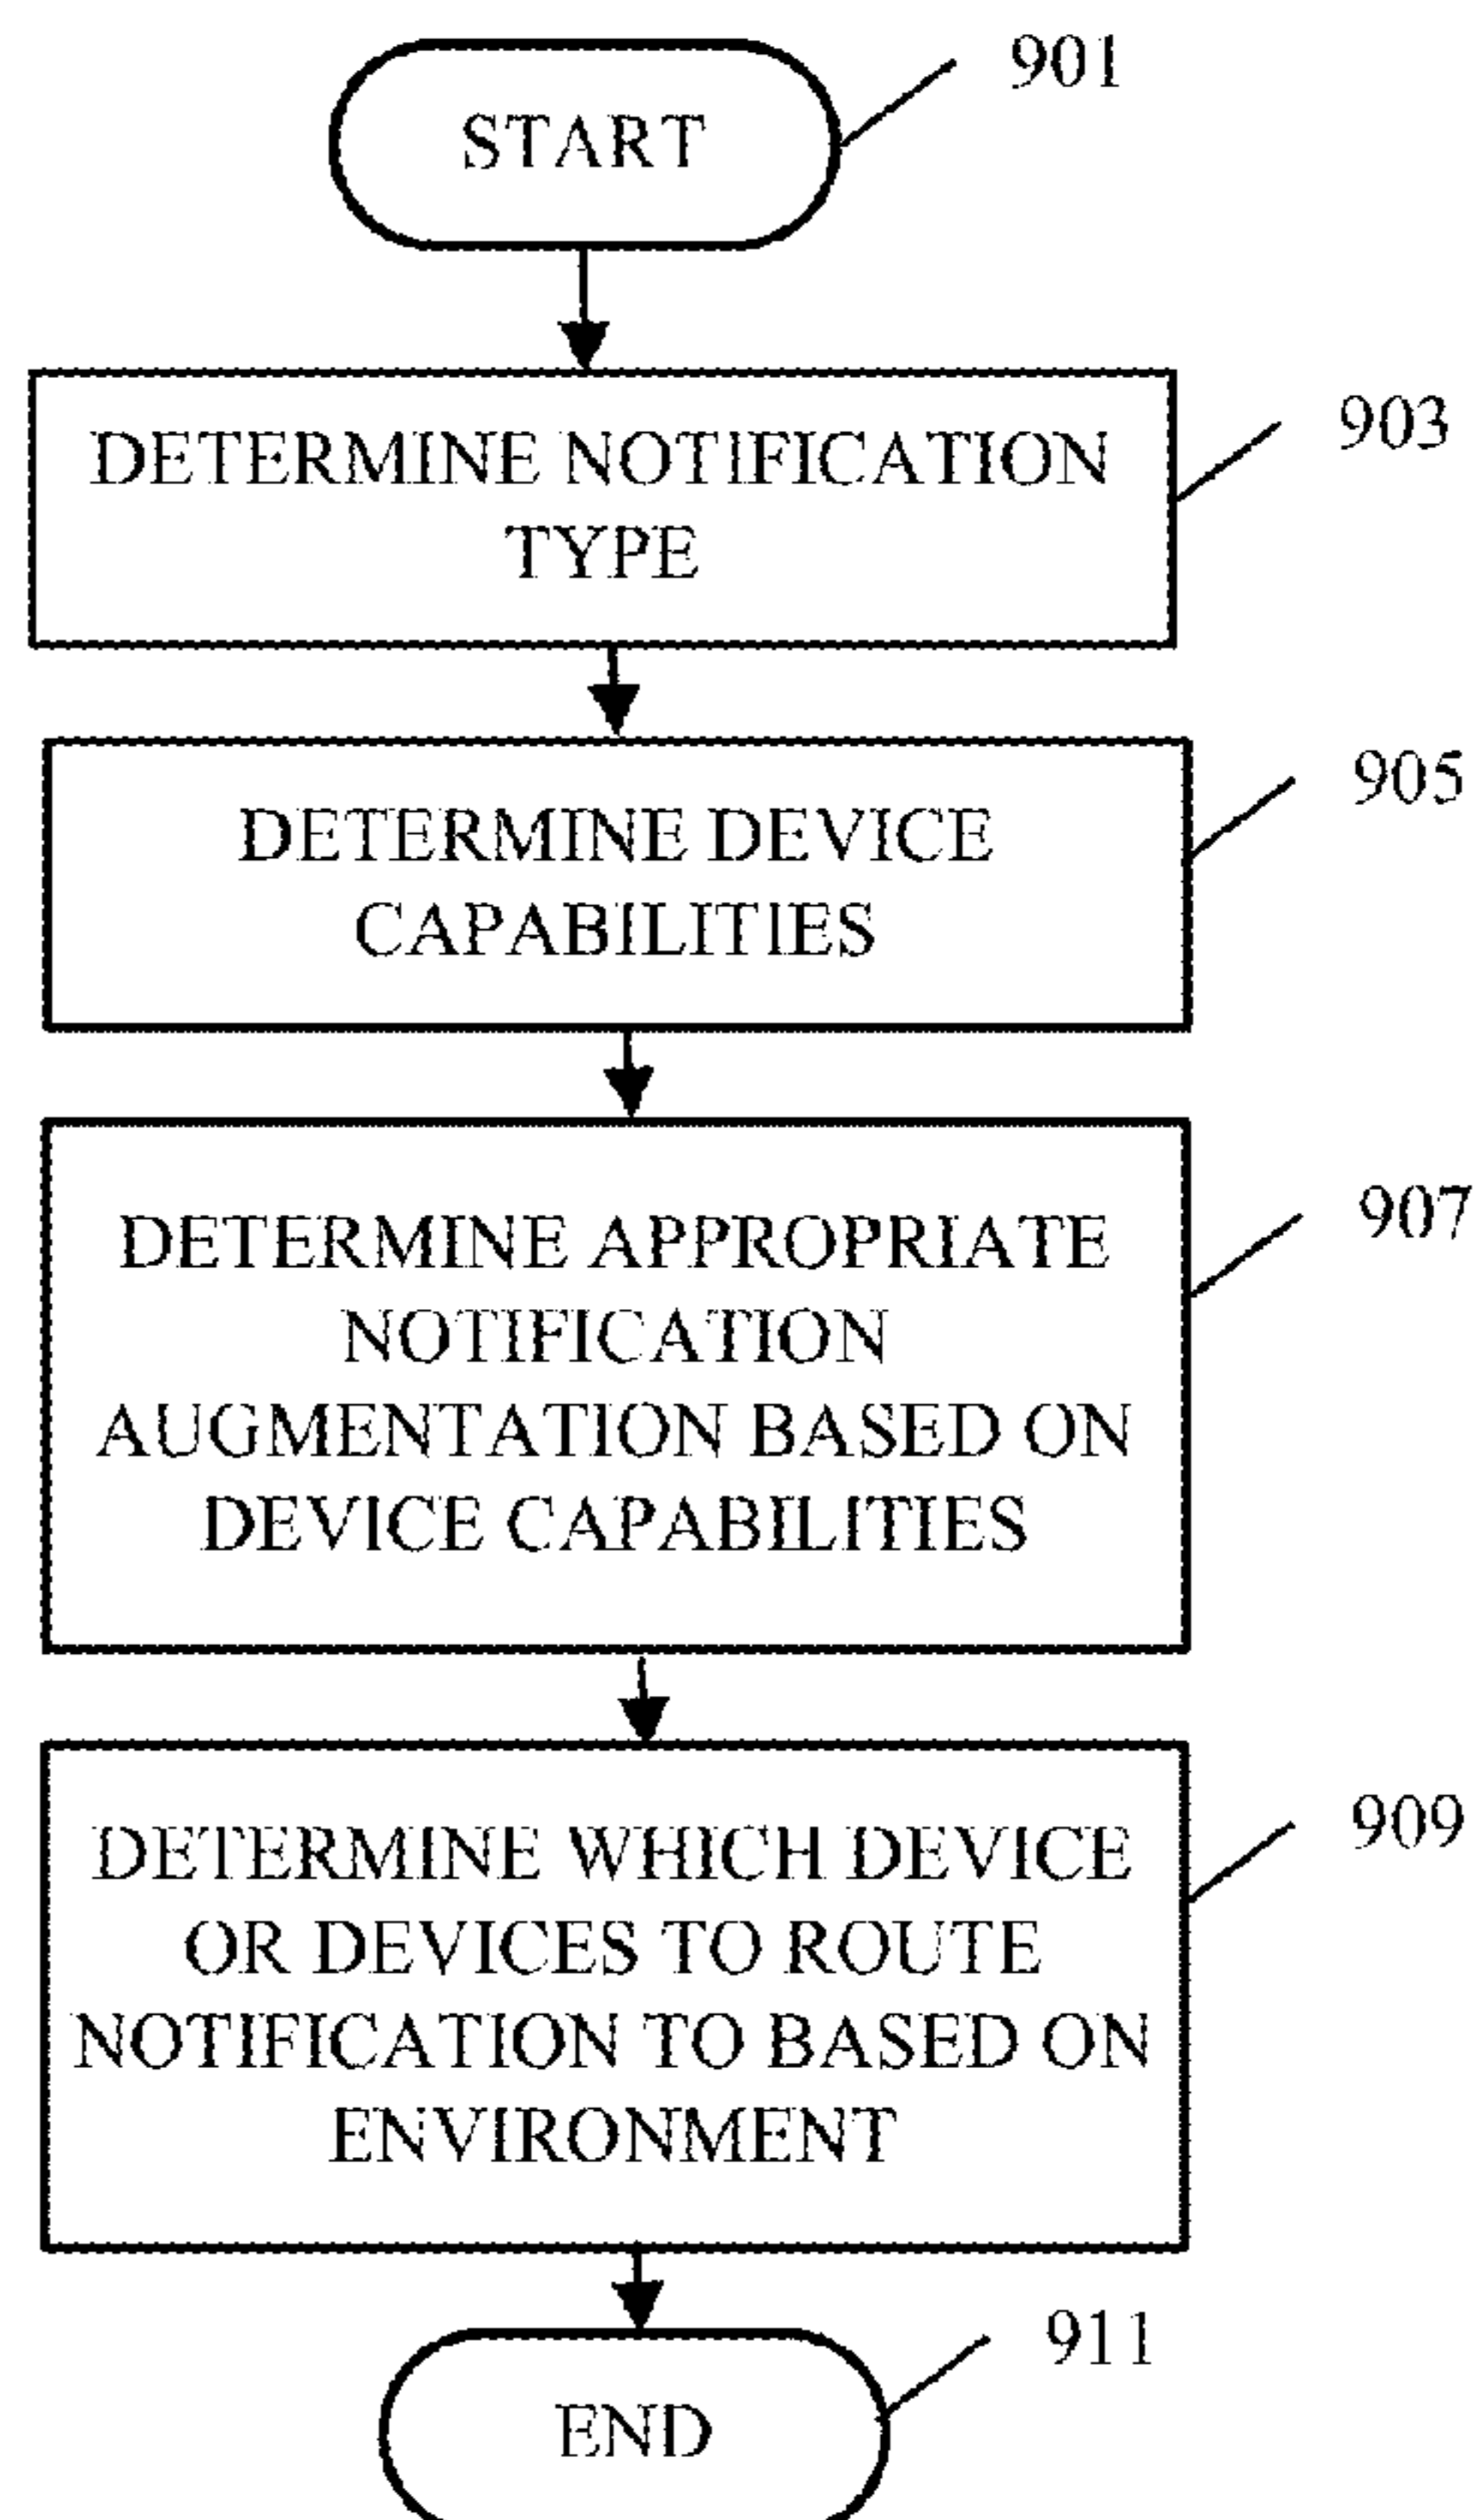 START
901
DETERMINE NOTIFICATION
TYPE
903
DETERMINE DEVICE
CAPABILITIES
905
DETERMINE APPROPRIATE
NOTIFICATION
AUGMENTATION BASED ON
DEVICE CAPABILITIES
907
DETERMINE WHICH DEVICE
OR DEVICES TO ROUTE
NOTIFICATION TO BASED ON
ENVIRONMENT
909
END
911